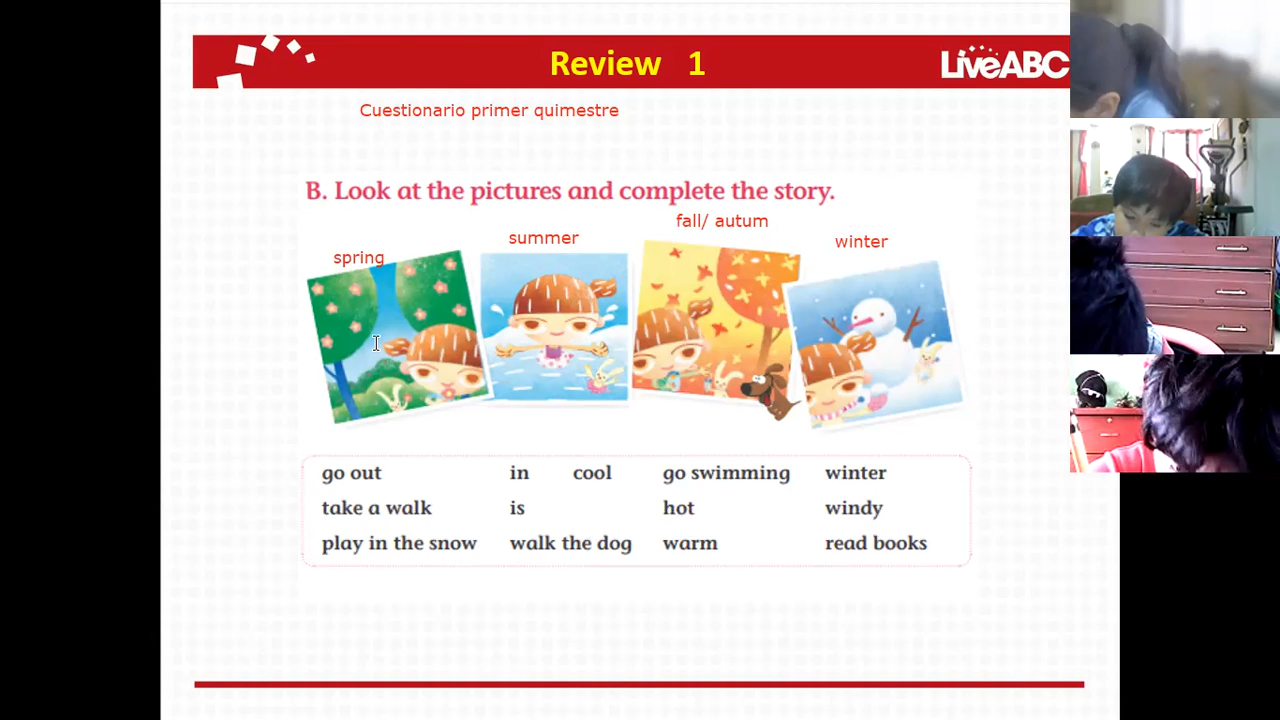 Review 1
LiveABC
Cuestionario primer quimestre
B. Look at the pictures and complete the story.
spring
summer
fall/ autum
winter
go out in cool go swimming winter
take a walk is hot windy
play in the snow walk the dog warm read books